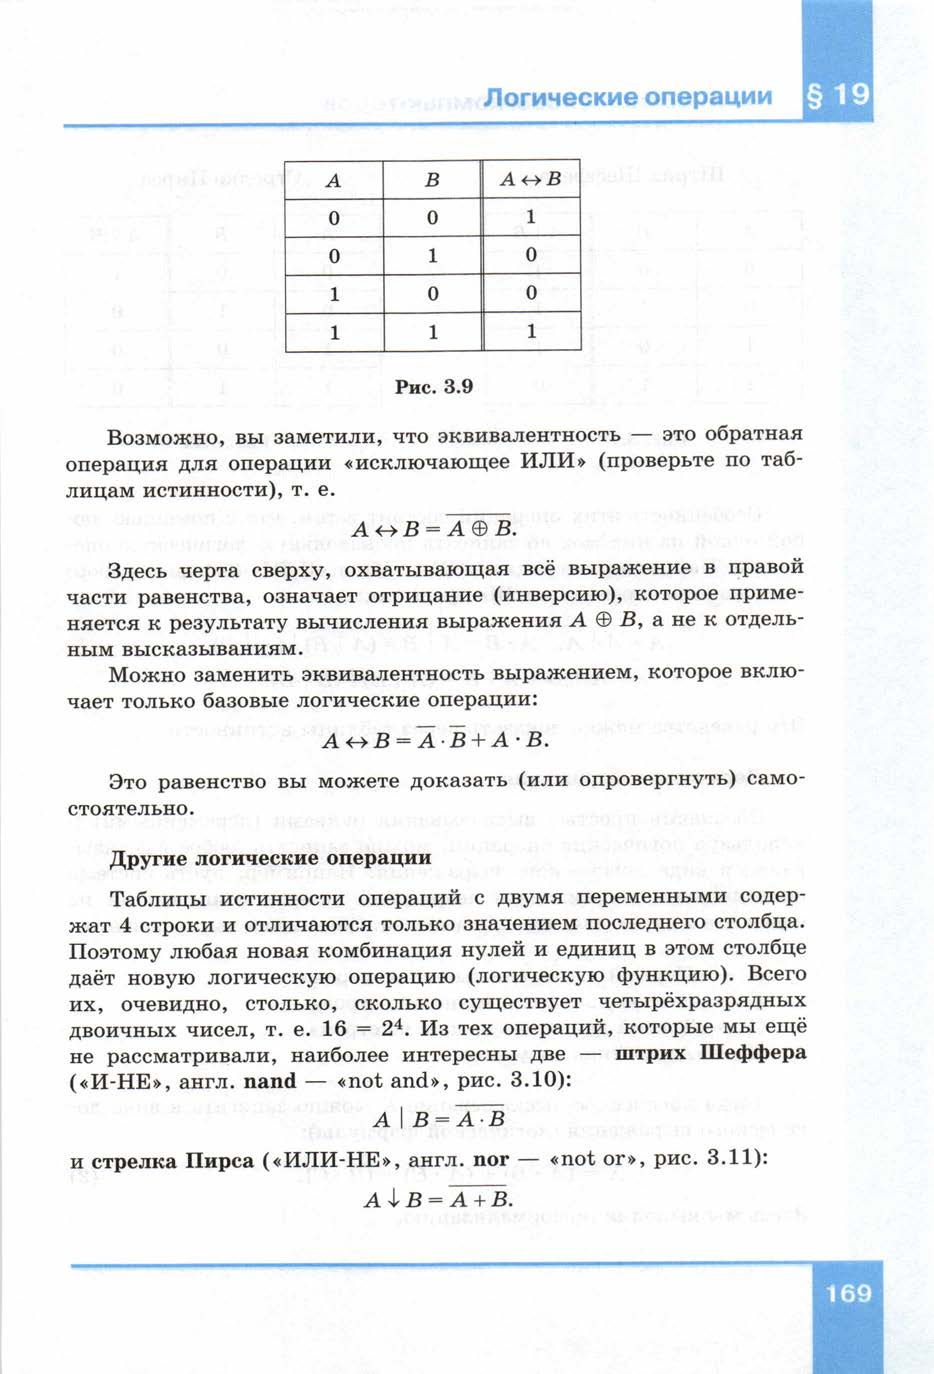 Логические операции § 19
A B A ↔ B
0 0 1
0 1 0
1 0 0
1 1 1
Рис. 3.9
Возможно, вы заметили, что эквивалентность — это обратная
операция для операции «исключающее ИЛИ» (проверьте по таб-
лицам истинности), т. е.
A ↔ B = A̅ ̅⊕̅ ̅B̅.
Здесь черта сверху, охватывающая всё выражение в правой
части равенства, означает отрицание (инверсию), которое приме-
няется к результату вычисления выражения A ⊕ B, а не к отдель-
ным высказываниям.
Можно заменить эквивалентность выражением, которое вклю-
чает только базовые логические операции:
A ↔ B = A̅ · B̅ + A · B.
Это равенство вы можете доказать (или опровергнуть) само-
стоятельно.
Другие логические операции
Таблицы истинности операций с двумя переменными содер-
жат 4 строки и отличаются только значением последнего столбца.
Поэтому любая новая комбинация нулей и единиц в этом столбце
даёт новую логическую операцию (логическую функцию). Всего
их, очевидно, столько, сколько существует четырёхразрядных
двоичных чисел, т. е. 16 = 2⁴. Из тех операций, которые мы ещё
не рассматривали, наиболее интересны две — штрих Шеффера
(«И-НЕ», англ. nand — «not and», рис. 3.10):
A | B = A̅ ̅·̅ ̅B̅
и стрелка Пирса («ИЛИ-НЕ», англ. nor — «not or», рис. 3.11):
A ↓ B = A̅ ̅+̅ ̅B̅.
169